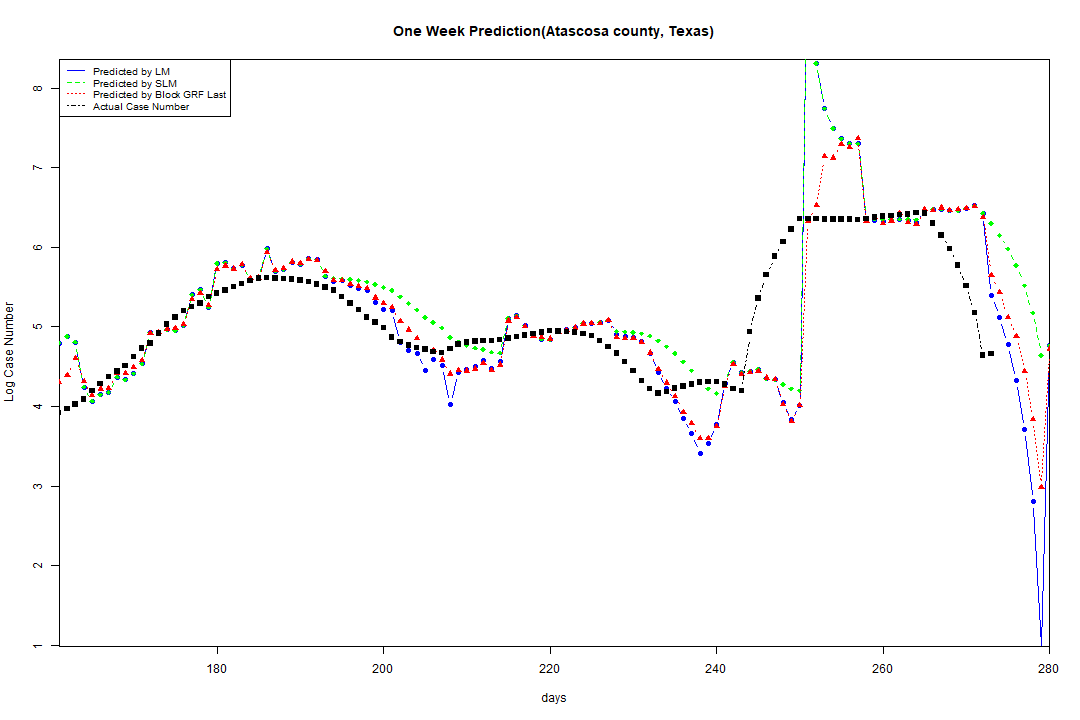 One Week Prediction(Atascosa county, Texas)
Predicted by LM
Predicted by SLM
Predicted by Block GRF Last
Actual Case Number
8
7
6
5
4
3
2
1
Log Case Number
180
200
220
240
260
280
days